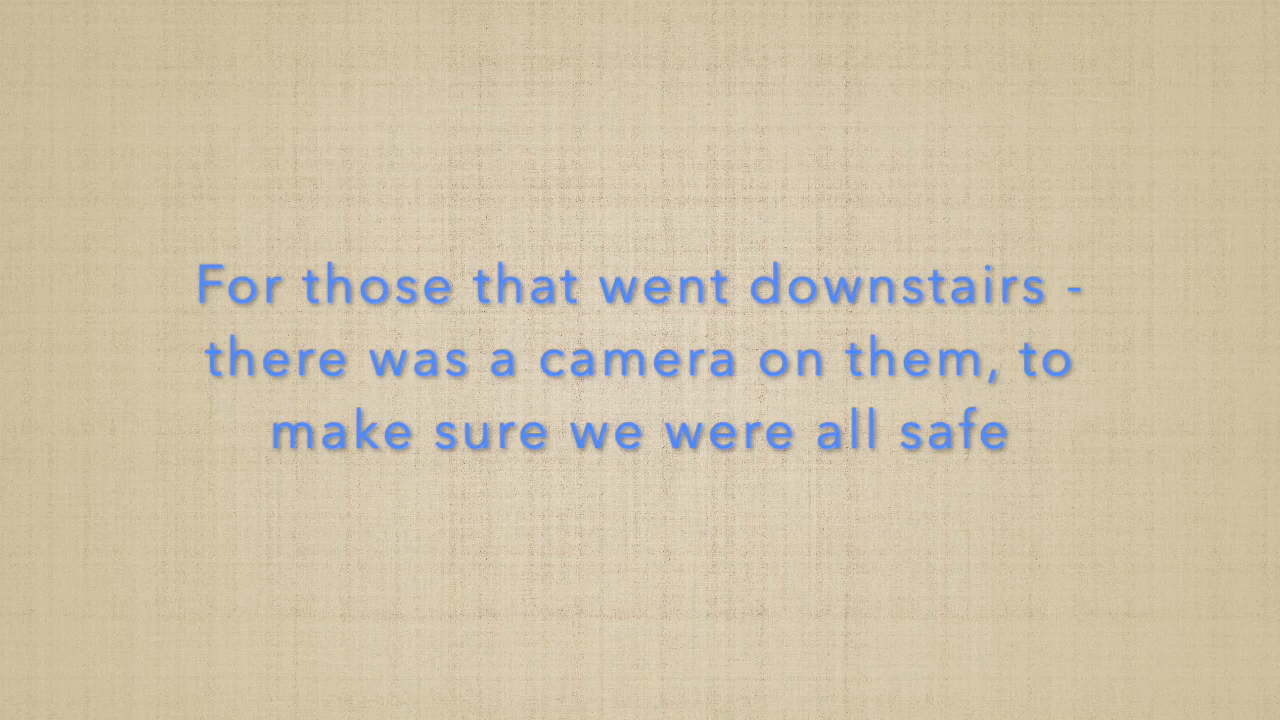 For those that went downstairs -
there was a camera on them, to
make sure we were all safe